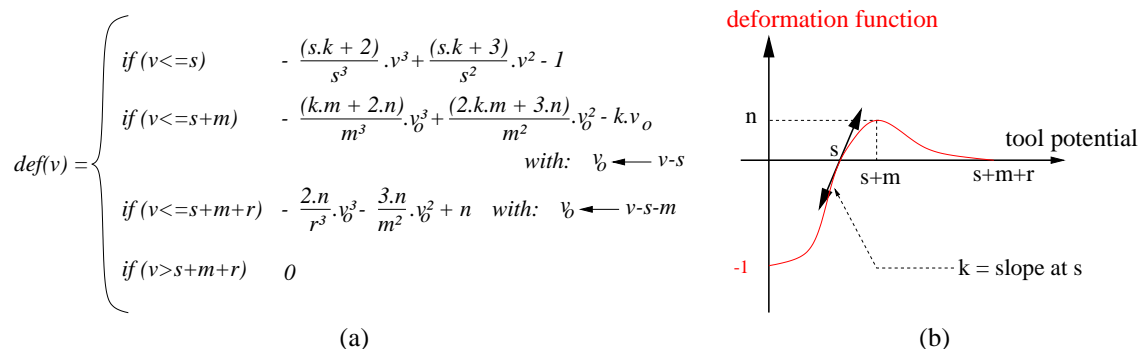 def(v) =
if (v<=s) - (s.k + 2)/s³ .v³ + (s.k + 3)/s² .v² - 1
if (v<=s+m) - (k.m + 2.n)/m³ .v₀³ + (2.k.m + 3.n)/m² .v₀² - k.v₀
with: v₀ ← v-s
if (v<=s+m+r) - 2.n/r³ .v₀³ - 3.n/m² .v₀² + n with: v₀ ← v-s-m
if (v>s+m+r) 0
(a)
deformation function
n
s
tool potential
s+m
s+m+r
-1
k = slope at s
(b)